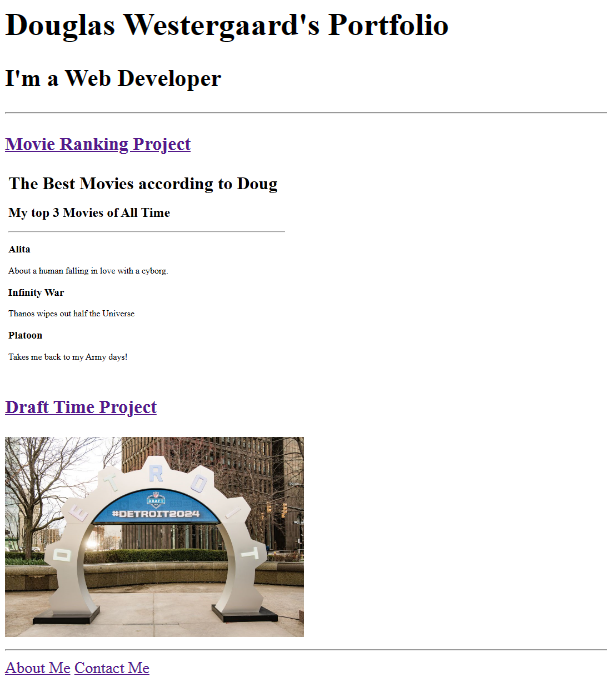 Douglas Westergaard's Portfolio
I'm a Web Developer
Movie Ranking Project
The Best Movies according to Doug
My top 3 Movies of All Time
Alita
About a human falling in love with a cyborg.
Infinity War
Thanos wipes out half the Universe
Platoon
Takes me back to my Army days!
Draft Time Project
DETROIT
DRAFT
#DETROIT2024
About Me Contact Me